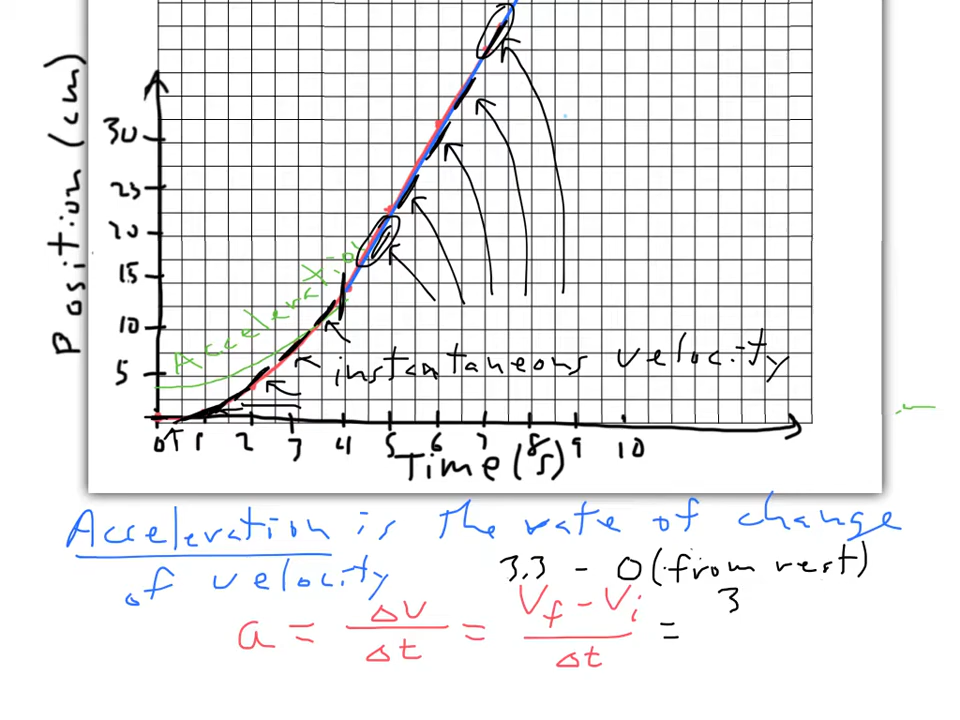 Position (cm)
30
25
20
15
10
5
Acceleration
instantaneous velocity
0 1 2 3 4 5 6 7 8 9 10
Time (s)
Acceleration is the rate of change
of velocity
3.3 - 0 (from rest)
3
a = ΔV/Δt = Vf - Vi/Δt =